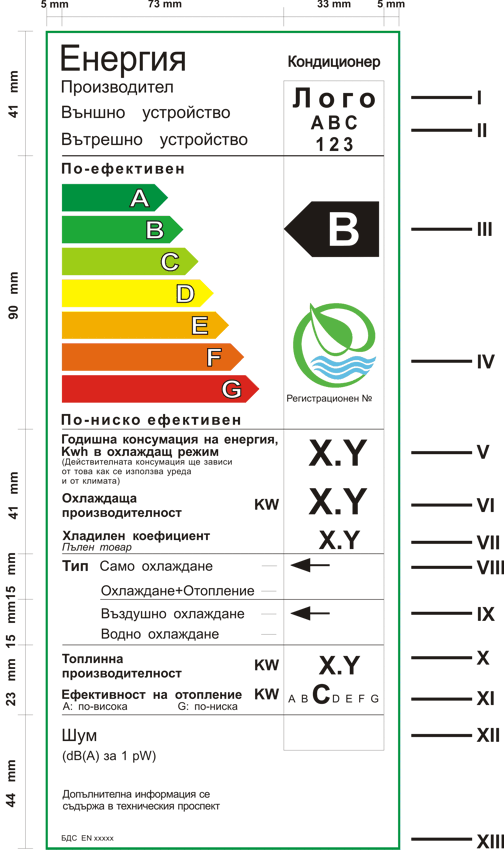 5 mm 73 mm 33 mm 5 mm
Енергия
Кондиционер
Производител
Външно устройство
Вътрешно устройство
Лого
ABC
123
I
II
41 mm
По-ефективен
A
B
C
D
E
F
G
B
III
90 mm
IV
Регистрационен №
По-ниско ефективен
Годишна консумация на енергия,
Kwh в охлаждащ режим
(Действителната консумация ще зависи
от това как се използва уреда
и от климата)
X.Y
V
Охлаждаща
производителност
KW
X.Y
VI
41 mm
Хладилен коефициент
Пълен товар
X.Y
VII
Тип Само охлаждане
VIII
Охлаждане+Отопление
15 mm
Въздушно охлаждане
IX
Водно охлаждане
15 mm
Топлинна
производителност
KW
X.Y
X
23 mm
Ефективност на отопление KW
A: по-висока G: по-ниска
A B C D E F G
XI
Шум
(dB(A) за 1 pW)
XII
44 mm
Допълнителна информация се
съдържа в техническия проспект
БДС EN xxxxx
XIII